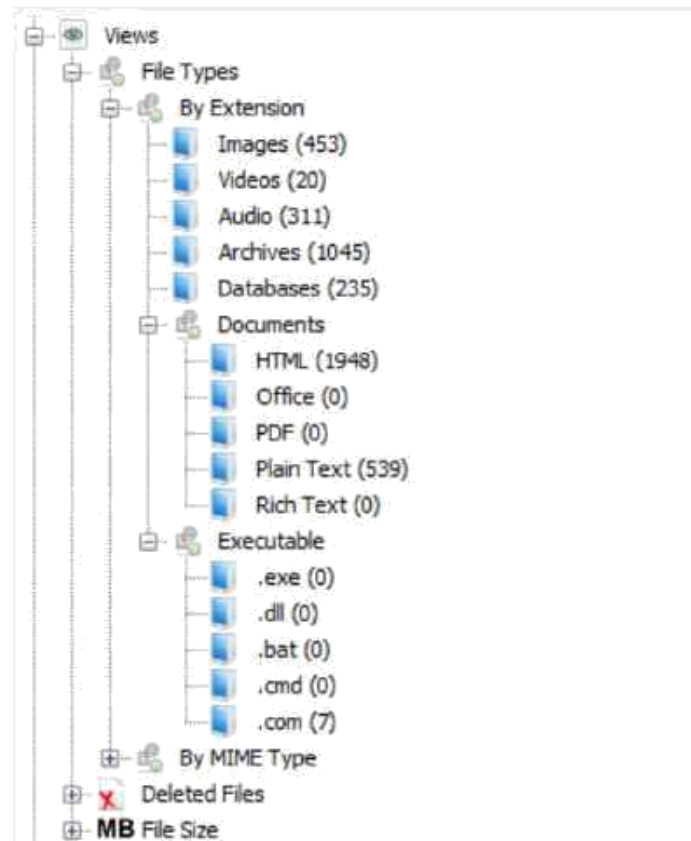 Views
File Types
By Extension
Images (453)
Videos (20)
Audio (311)
Archives (1045)
Databases (235)
Documents
HTML (1948)
Office (0)
PDF (0)
Plain Text (539)
Rich Text (0)
Executable
.exe (0)
.dll (0)
.bat (0)
.cmd (0)
.com (7)
By MIME Type
Deleted Files
MB File Size